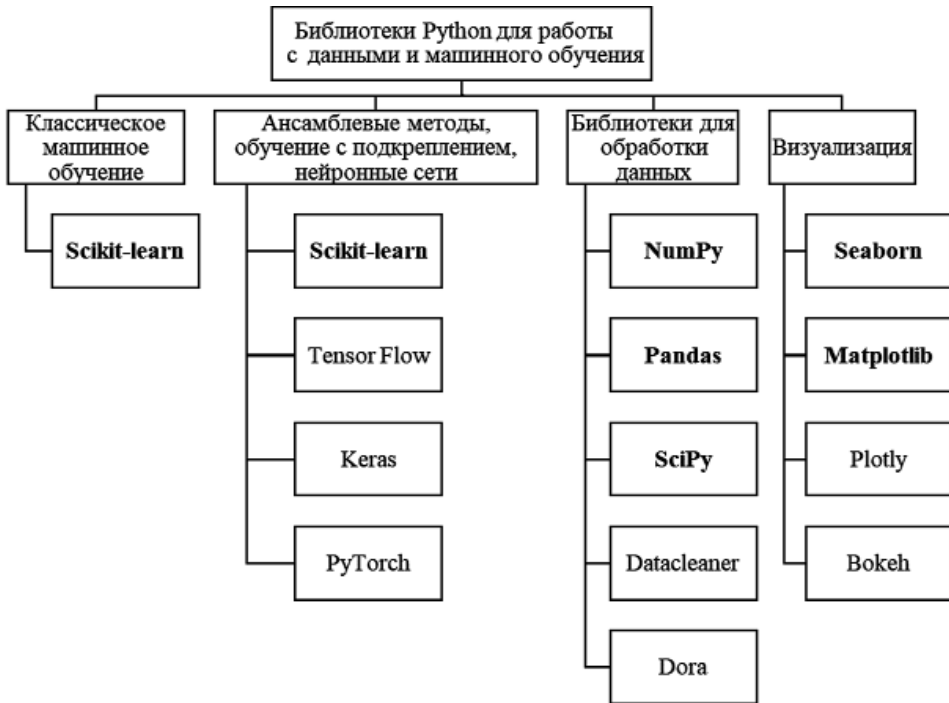 Библиотеки Python для работы
с данными и машинного обучения
Классическое
машинное
обучение
Ансамблевые методы,
обучение с подкреплением,
нейронные сети
Библиотеки для
обработки
данных
Визуализация
Scikit-learn
Scikit-learn
Tensor Flow
Keras
PyTorch
NumPy
Pandas
SciPy
Datacleaner
Dora
Seaborn
Matplotlib
Plotly
Bokeh